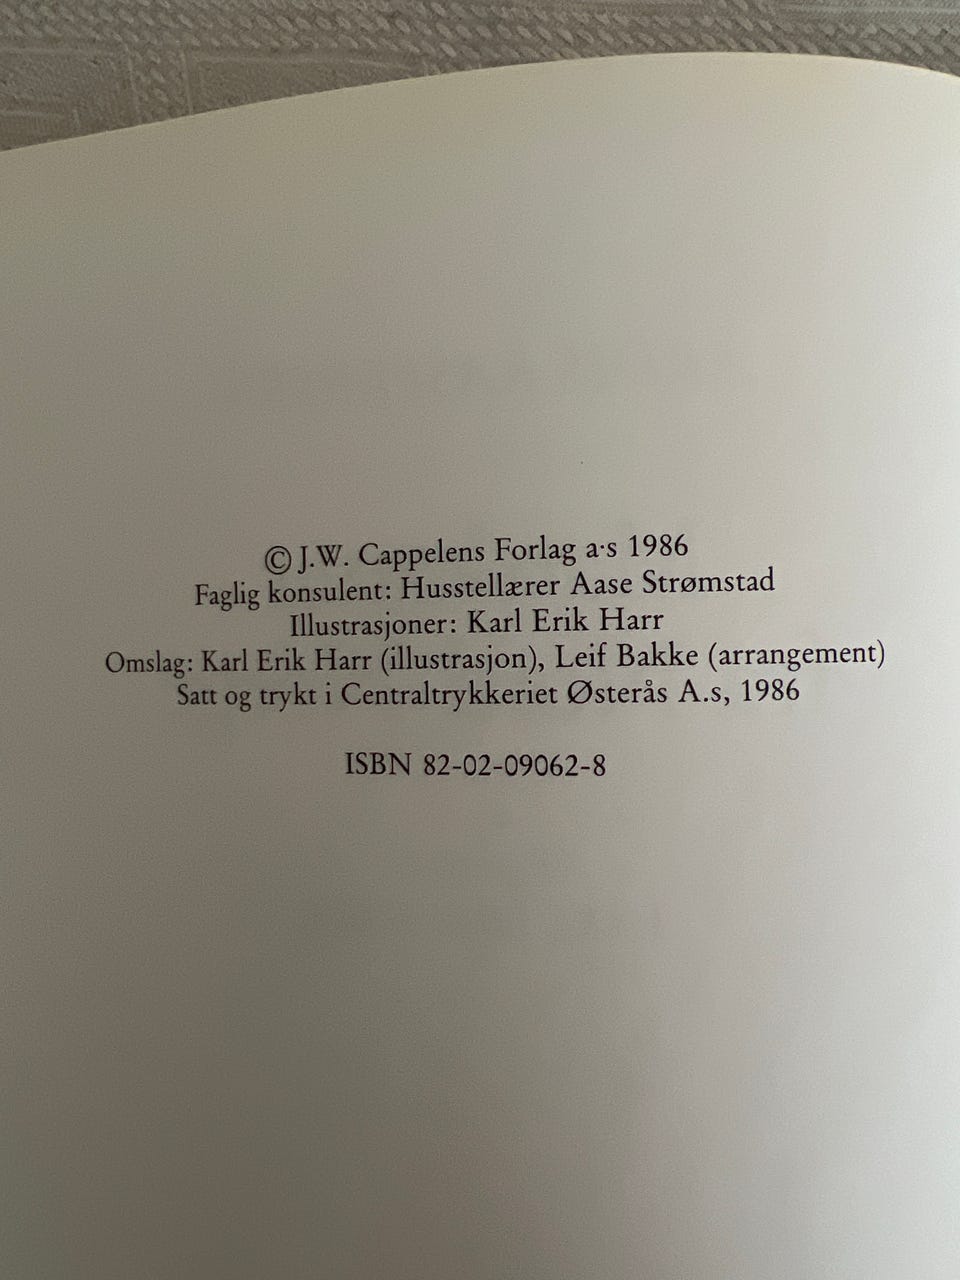 © J.W. Cappelens Forlag a·s 1986
Faglig konsulent: Husstellærer Aase Strømstad
Illustrasjoner: Karl Erik Harr
Omslag: Karl Erik Harr (illustrasjon), Leif Bakke (arrangement)
Satt og trykt i Centraltrykkeriet Østerås A.s, 1986
ISBN 82-02-09062-8